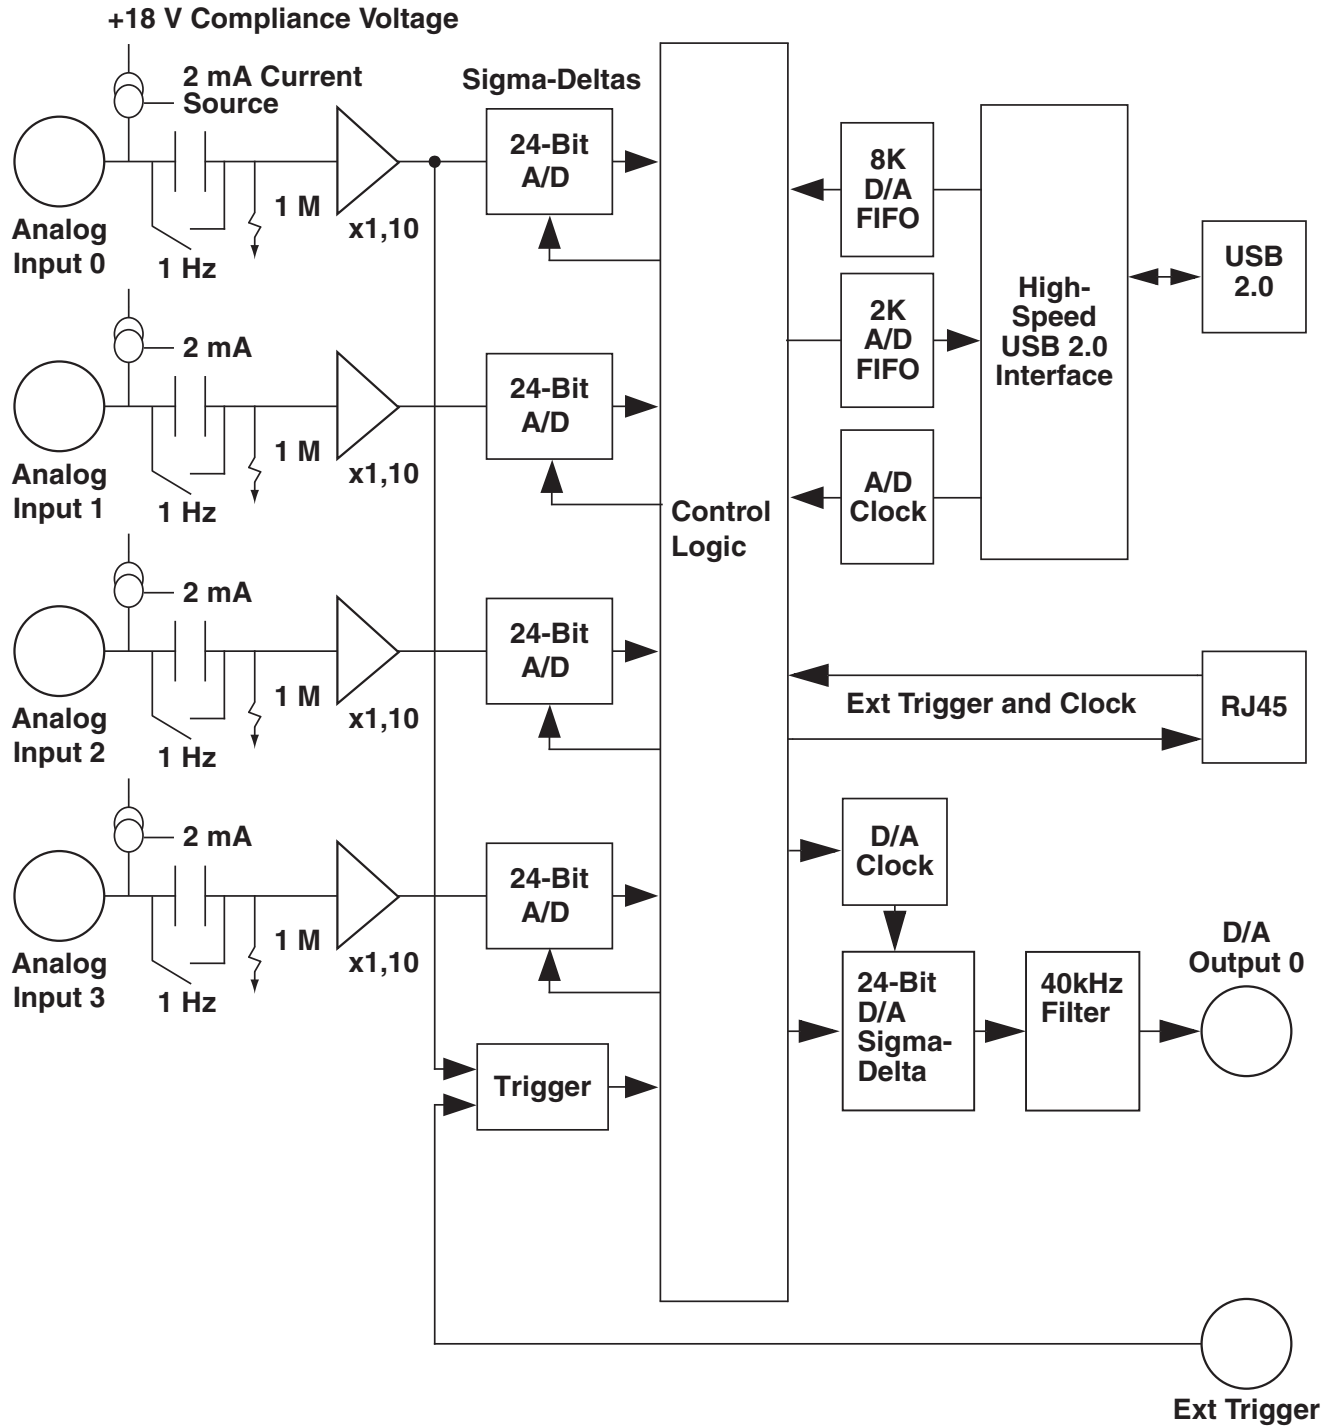 +18 V Compliance Voltage
2 mA Current
Source
Sigma-Deltas
24-Bit
A/D
1 M
x1,10
Analog
Input 0
1 Hz
2 mA
24-Bit
A/D
1 M
x1,10
Analog
Input 1
1 Hz
2 mA
24-Bit
A/D
1 M
x1,10
Analog
Input 2
1 Hz
2 mA
24-Bit
A/D
1 M
x1,10
Analog
Input 3
1 Hz
Trigger
Control
Logic
8K
D/A
FIFO
2K
A/D
FIFO
A/D
Clock
High-
Speed
USB 2.0
Interface
USB
2.0
Ext Trigger and Clock
RJ45
D/A
Clock
24-Bit
D/A
Sigma-
Delta
40kHz
Filter
D/A
Output 0
Ext Trigger